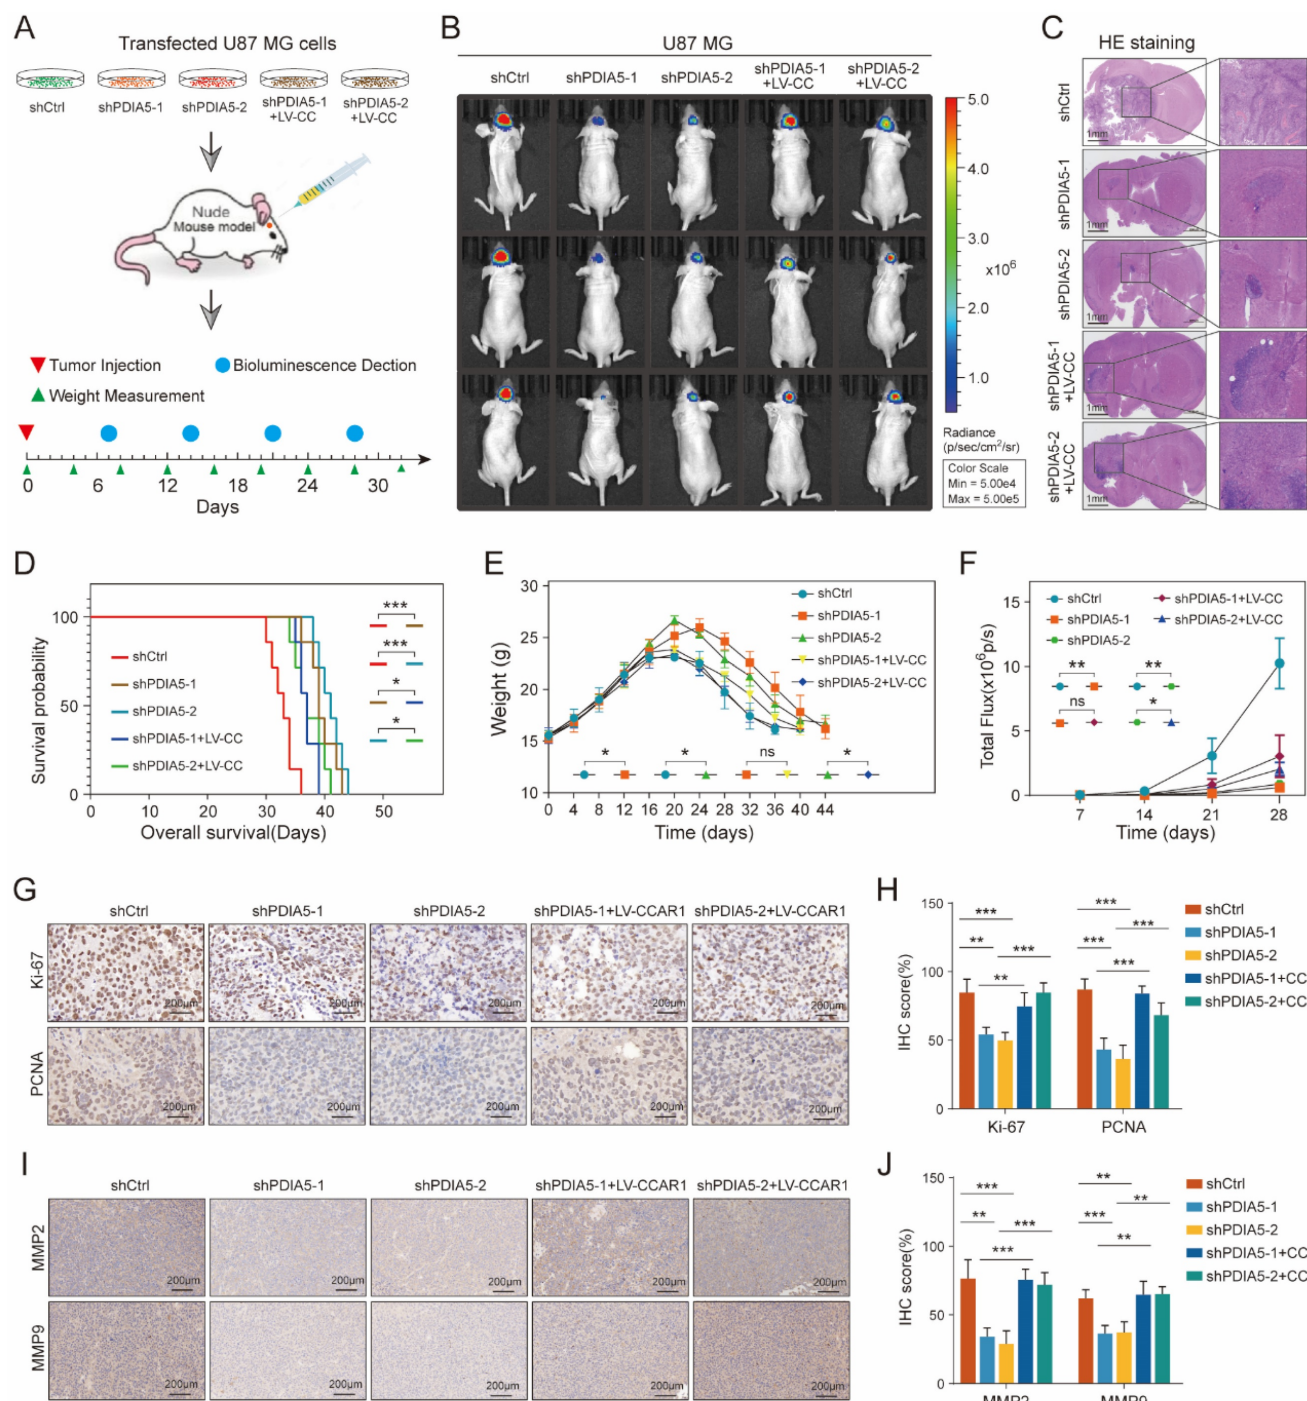 A
Transfected U87 MG cells
shCtrl
shPDIA5-1
shPDIA5-2
shPDIA5-1
+LV-CC
shPDIA5-2
+LV-CC
Nude
Mouse model
Tumor Injection
Bioluminescence Dection
Weight Measurement
0 6 12 18 24 30
Days
B
U87 MG
shCtrl
shPDIA5-1
shPDIA5-2
shPDIA5-1
+LV-CC
shPDIA5-2
+LV-CC
5.0
4.0
3.0
x10⁶
2.0
1.0
Radiance
(p/sec/cm²/sr)
Color Scale
Min = 5.00e4
Max = 5.00e5
C
HE staining
shCtrl
1mm
shPDIA5-1
1mm
shPDIA5-2
1mm
shPDIA5-1
+LV-CC
1mm
shPDIA5-2
+LV-CC
1mm
D
Survival probability
100
50
0
shCtrl
shPDIA5-1
shPDIA5-2
shPDIA5-1+LV-CC
shPDIA5-2+LV-CC
***
***
*
*
0 10 20 30 40 50
Overall survival(Days)
E
Weight (g)
30
25
20
15
10
shCtrl
shPDIA5-1
shPDIA5-2
shPDIA5-1+LV-CC
shPDIA5-2+LV-CC
* * ns *
0 4 8 12 16 20 24 28 32 36 40 44
Time (days)
F
Total Flux(x10⁶p/s)
15
10
5
0
shCtrl
shPDIA5-1
shPDIA5-2
shPDIA5-1+LV-CC
shPDIA5-2+LV-CC
** **
ns *
7 14 21 28
Time (days)
G
shCtrl shPDIA5-1 shPDIA5-2 shPDIA5-1+LV-CCAR1 shPDIA5-2+LV-CCAR1
Ki-67
200μm 200μm 200μm 200μm 200μm
PCNA
200μm 200μm 200μm 200μm 200μm
H
IHC score(%)
150
100
50
0
*** ** *** **
*** *** *** ***
Ki-67 PCNA
shCtrl
shPDIA5-1
shPDIA5-2
shPDIA5-1+CC
shPDIA5-2+CC
I
shCtrl shPDIA5-1 shPDIA5-2 shPDIA5-1+LV-CCAR1 shPDIA5-2+LV-CCAR1
MMP2
200μm 200μm 200μm 200μm 200μm
MMP9
200μm 200μm 200μm 200μm 200μm
J
IHC score(%)
150
100
50
0
*** ** *** ***
** ** *** **
MMP2 MMP9
shCtrl
shPDIA5-1
shPDIA5-2
shPDIA5-1+CC
shPDIA5-2+CC